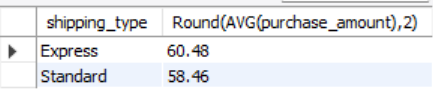 shipping_type Round(AVG(purchase_amount),2)
Express 60.48
Standard 58.46